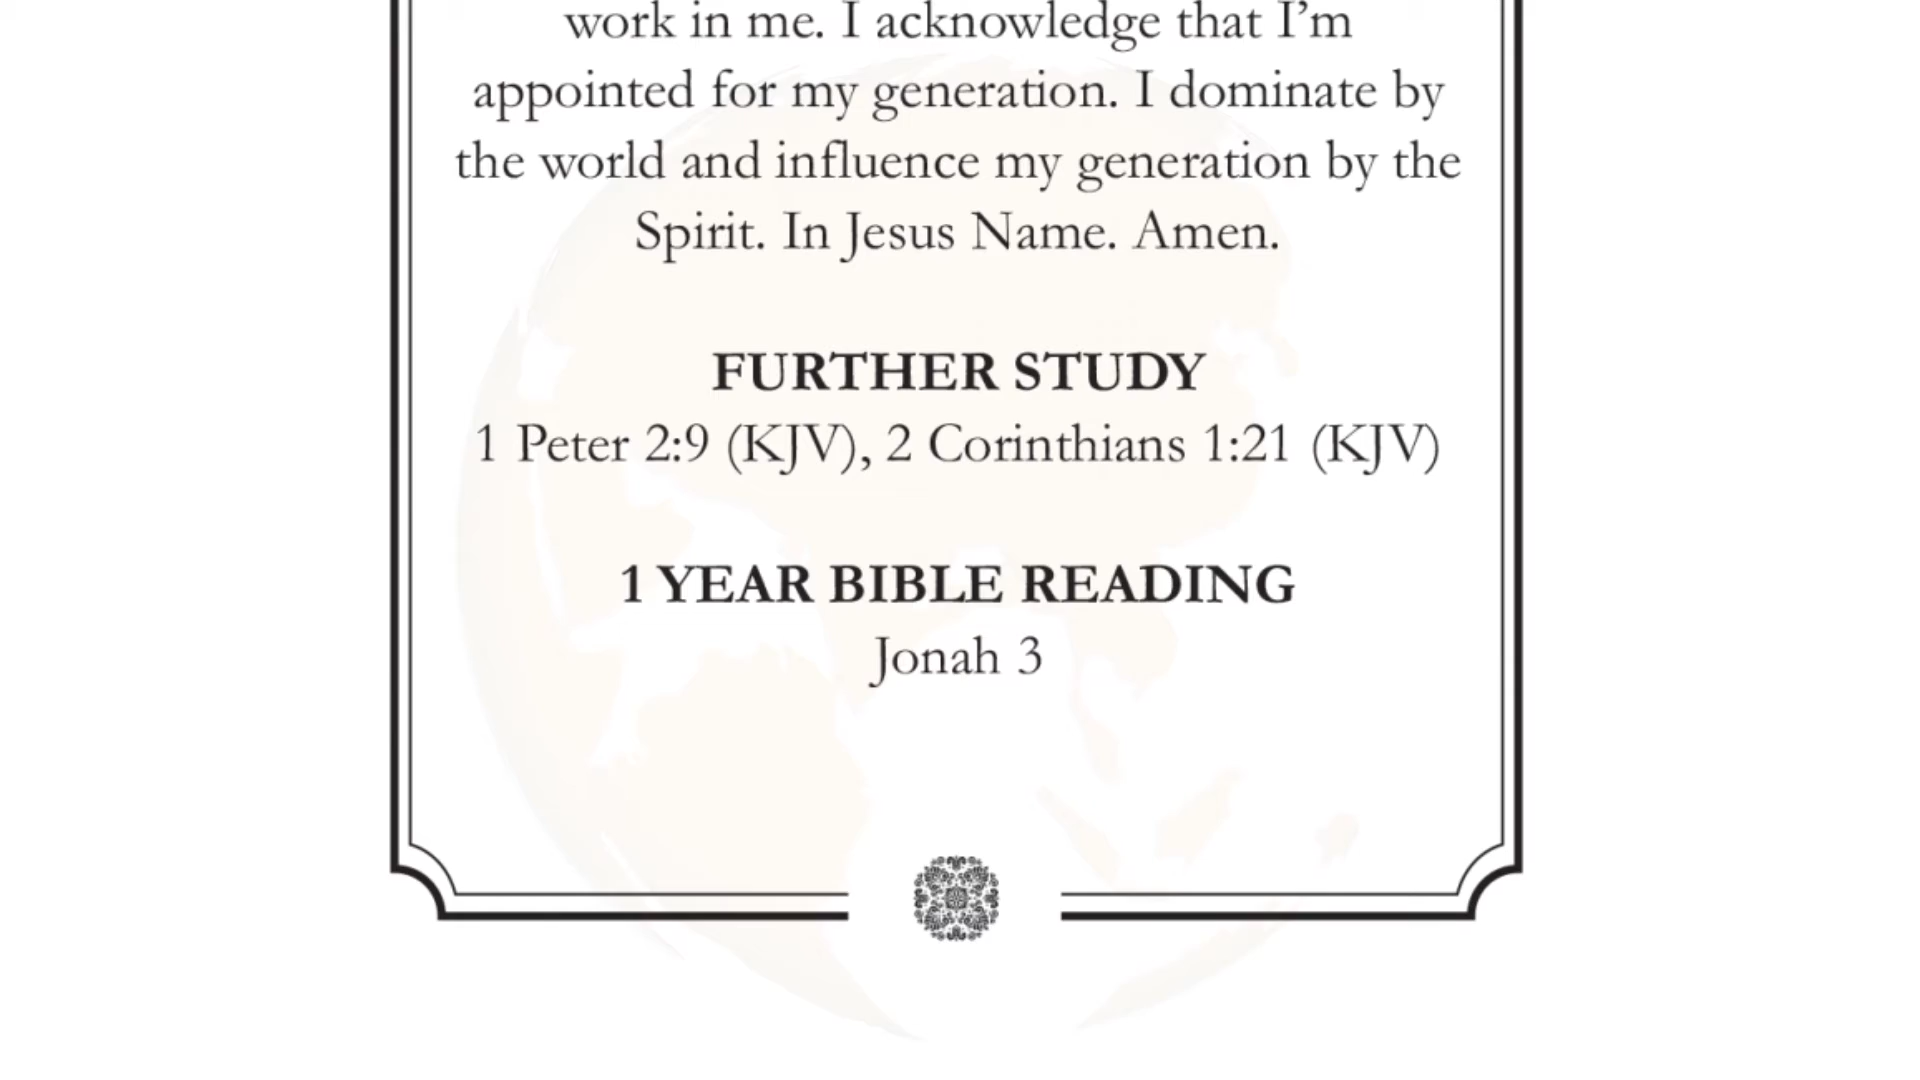 work in me. I acknowledge that I’m
appointed for my generation. I dominate by
the world and influence my generation by the
Spirit. In Jesus Name. Amen.
FURTHER STUDY
1 Peter 2:9 (KJV), 2 Corinthians 1:21 (KJV)
1 YEAR BIBLE READING
Jonah 3